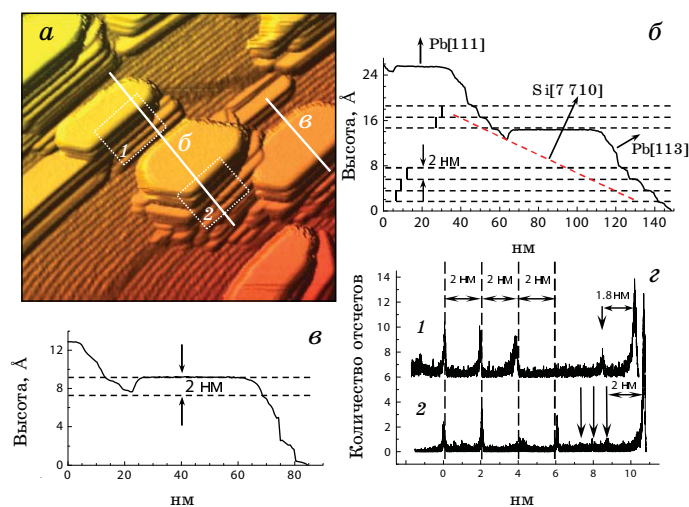 а
1
б
2
в
б
Высота, Å
24
16
8
0
Pb[111]
Si[7 7 10]
Pb[113]
2 нм
0 20 40 60 80 100 120 140
нм
в
Высота, Å
12
8
4
0
2 нм
0 20 40 60 80
нм
г
Количество отсчетов
14
12
10
8
6
4
2
0
2 нм 2 нм 2 нм
1.8 нм
1
2 нм
2
0 2 4 6 8 10
нм